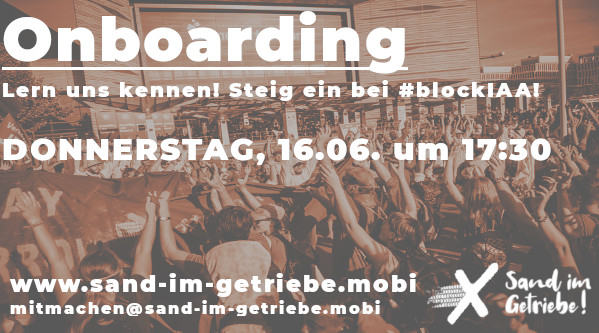 Onboarding
Lern uns kennen! Steig ein bei #blockIAA!
DONNERSTAG, 16.06. um 17:30
AY
www.sand-im-getriebe.mobi
mitmachen@sand-im-getriebe.mobi
Sand im
Getriebe!